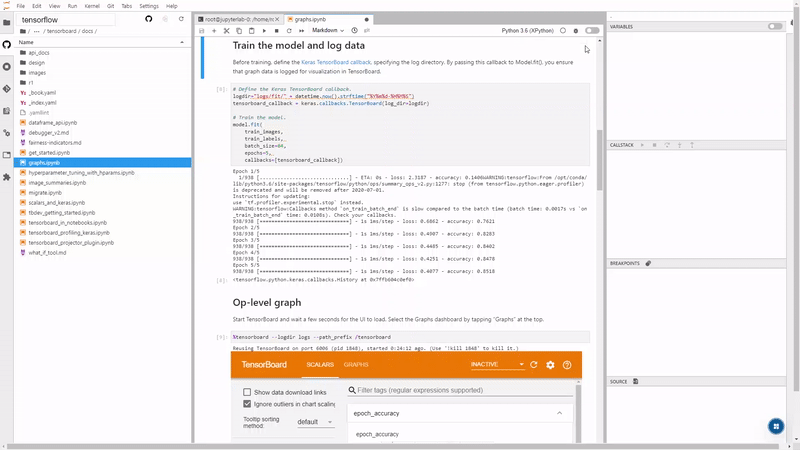 File Edit View Run Kernel Git Tabs Settings Help
root@jupyterlab-0: /home/n
graphs.ipynb
tensorflow
Markdown
Python 3.6 (XPython)
VARIABLES
... / tensorboard / docs /
Name
api_docs
design
images
r1
_book.yaml
_index.yaml
.yamllint
dataframe_api.ipynb
debugger_v2.md
fairness-indicators.md
get_started.ipynb
graphs.ipynb
hyperparameter_tuning_with_hparams.ipynb
image_summaries.ipynb
migrate.ipynb
scalars_and_keras.ipynb
tbdev_getting_started.ipynb
tensorboard_in_notebooks.ipynb
tensorboard_profiling_keras.ipynb
tensorboard_projector_plugin.ipynb
what_if_tool.md
Train the model and log data
Before training, define the Keras TensorBoard callback, specifying the log directory. By passing this callback to Model.fit(), you ensure
that graph data is logged for visualization in TensorBoard.
# Define the Keras TensorBoard callback.
logdir="logs/fit/" + datetime.now().strftime("%Y%m%d-%H%M%S")
tensorboard_callback = keras.callbacks.TensorBoard(log_dir=logdir)
# Train the model.
model.fit(
train_images,
train_labels,
batch_size=64,
epochs=5,
callbacks=[tensorboard_callback])
Epoch 1/5
1/938 [..............................] - ETA: 0s - loss: 2.3187 - accuracy: 0.1406WARNING:tensorflow:From /opt/conda/
lib/python3.6/site-packages/tensorflow/python/ops/summary_ops_v2.py:1277: stop (from tensorflow.python.eager.profiler)
is deprecated and will be removed after 2020-07-01.
Instructions for updating:
use `tf.profiler.experimental.stop` instead.
WARNING:tensorflow:Callbacks method `on_train_batch_end` is slow compared to the batch time (batch time: 0.0017s vs `on
_train_batch_end` time: 0.0108s). Check your callbacks.
938/938 [==============================] - 1s 1ms/step - loss: 0.6862 - accuracy: 0.7621
Epoch 2/5
938/938 [==============================] - 1s 1ms/step - loss: 0.4907 - accuracy: 0.8283
Epoch 3/5
938/938 [==============================] - 1s 1ms/step - loss: 0.4485 - accuracy: 0.8402
Epoch 4/5
938/938 [==============================] - 1s 1ms/step - loss: 0.4251 - accuracy: 0.8478
Epoch 5/5
938/938 [==============================] - 1s 1ms/step - loss: 0.4077 - accuracy: 0.8518
<tensorflow.python.keras.callbacks.History at 0x7ffb604c0ef0>
Op-level graph
Start TensorBoard and wait a few seconds for the UI to load. Select the Graphs dashboard by tapping "Graphs" at the top.
%tensorboard --logdir logs --path_prefix /tensorboard
Reusing TensorBoard on port 6006 (pid 1848), started 0:24:12 ago. (Use '!kill 1848' to kill it.)
TensorBoard SCALARS GRAPHS INACTIVE
Show data download links
Ignore outliers in chart scaling
Tooltip sorting
method:
default
Filter tags (regular expressions supported)
epoch_accuracy
epoch_accuracy
CALLSTACK
BREAKPOINTS
SOURCE